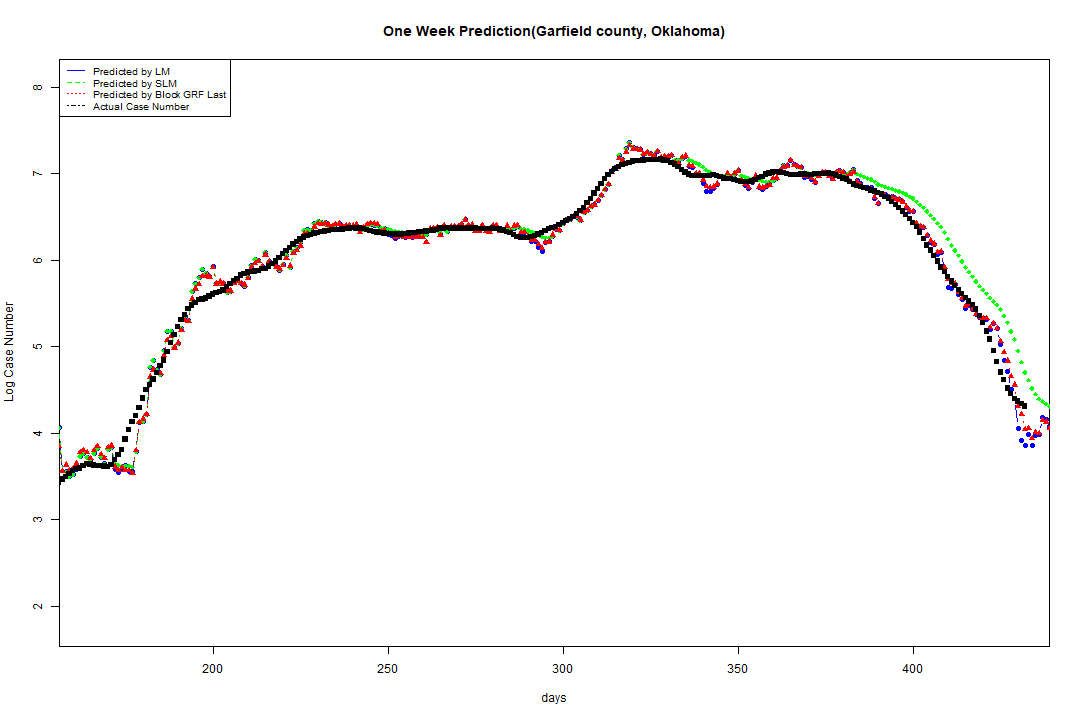 One Week Prediction(Garfield county, Oklahoma)
Predicted by LM
Predicted by SLM
Predicted by Block GRF Last
Actual Case Number
8
7
6
5
4
3
2
Log Case Number
200 250 300 350 400
days